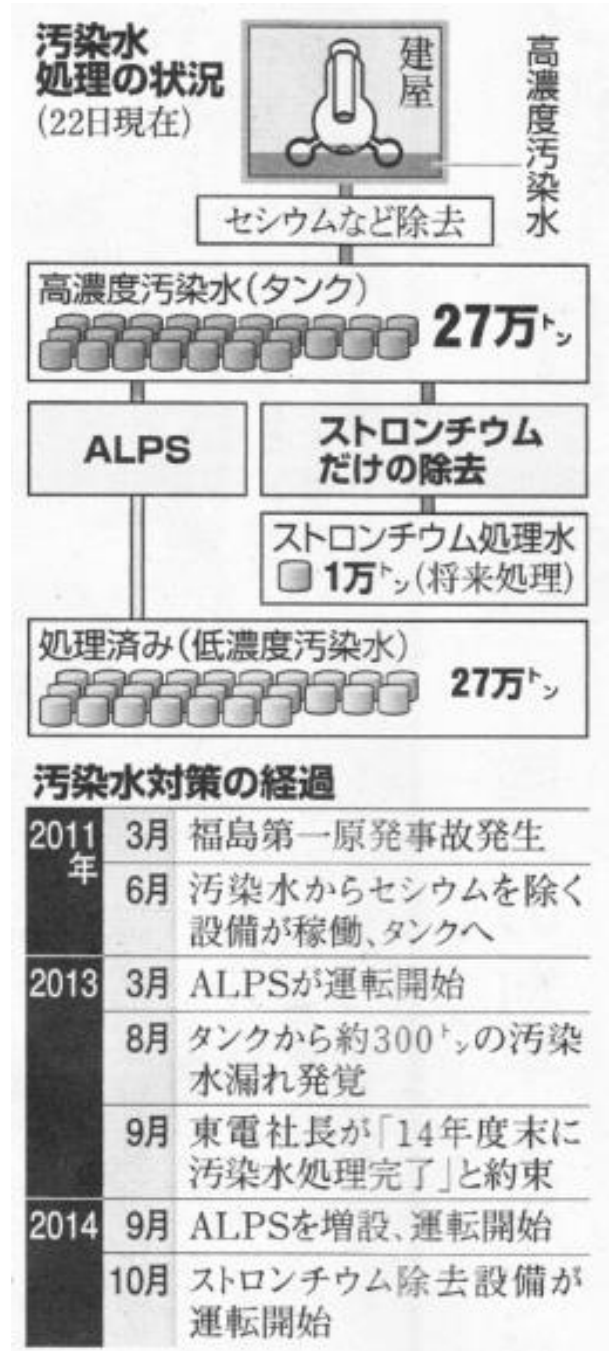 汚染水
処理の状況
(22日現在)
建屋
高濃度汚染水
セシウムなど除去
高濃度汚染水(タンク)
27万㌧
ALPS
ストロンチウム
だけの除去
ストロンチウム処理水
1万㌧(将来処理)
処理済み(低濃度汚染水)
27万㌧
汚染水対策の経過
2011年 3月 福島第一原発事故発生
6月 汚染水からセシウムを除く
設備が稼働、タンクへ
2013 3月 ALPSが運転開始
8月 タンクから約300㌧の汚染
水漏れ発覚
9月 東電社長が「14年度末に
汚染水処理完了」と約束
2014 9月 ALPSを増設、運転開始
10月 ストロンチウム除去設備が
運転開始